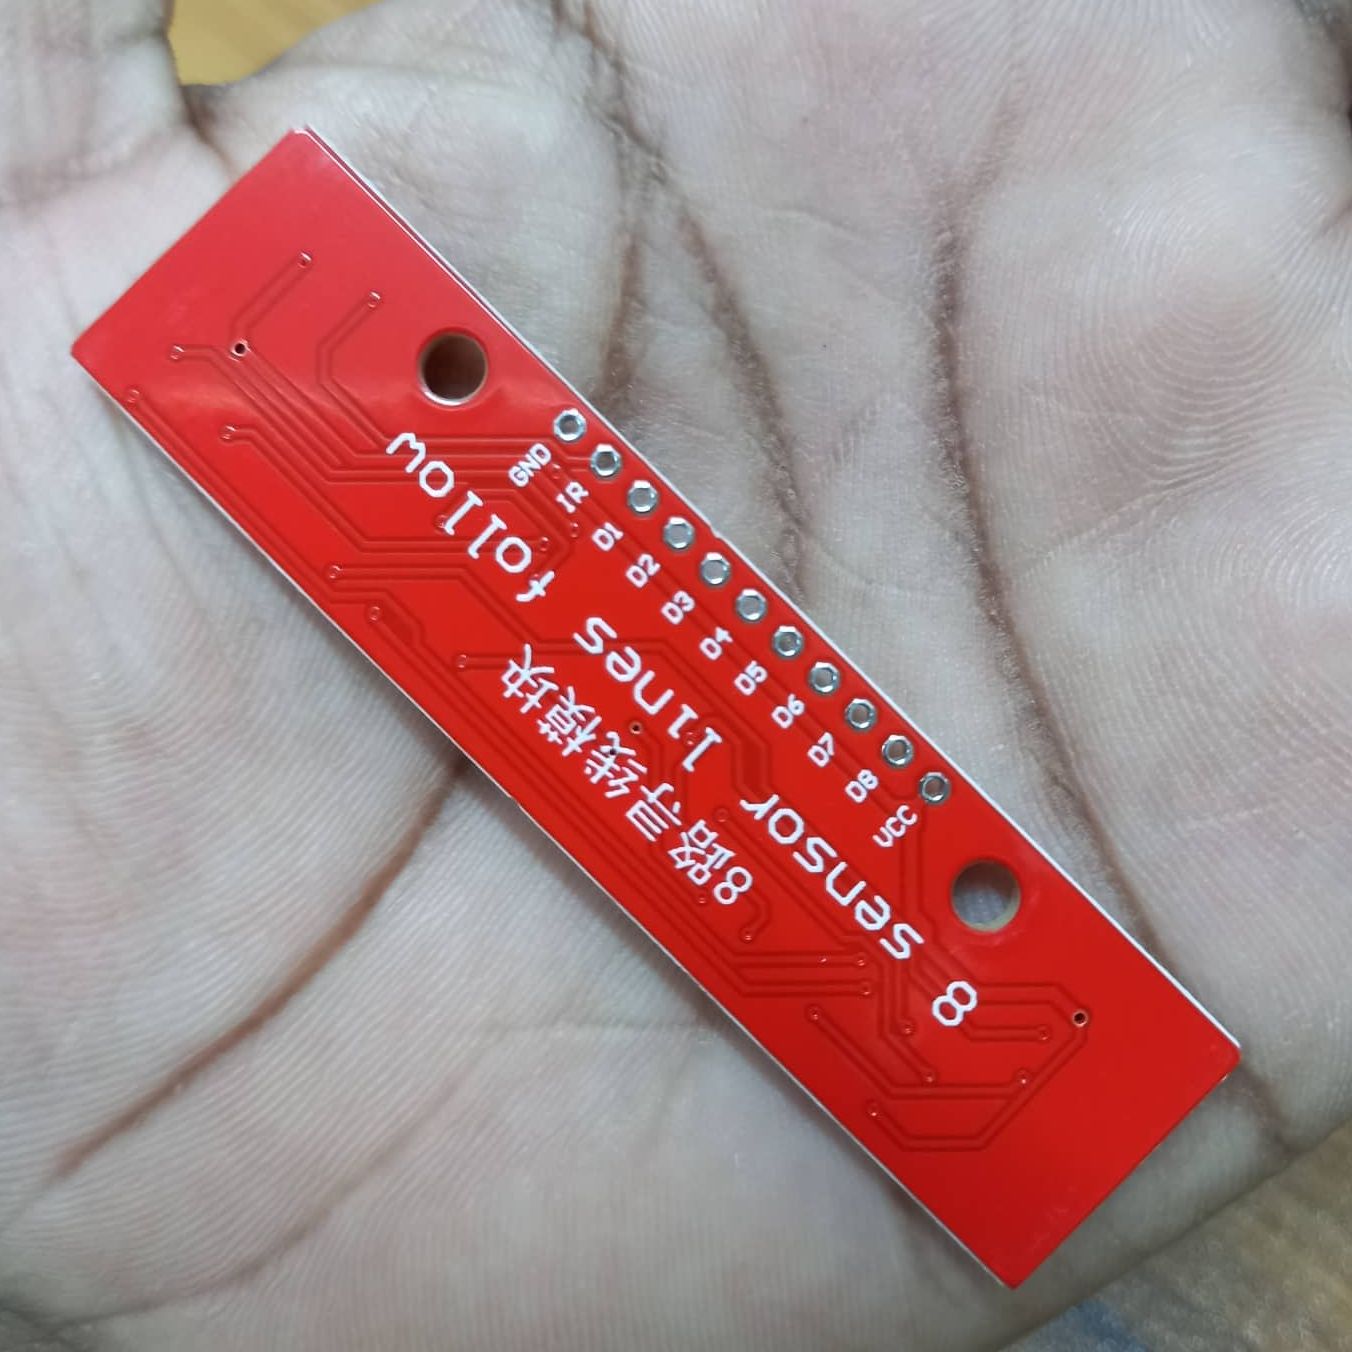 GND
IR
D1
D2
D3
D4
D5
D6
D7
D8
VCC
8 sensor lines follow
8路寻线模块